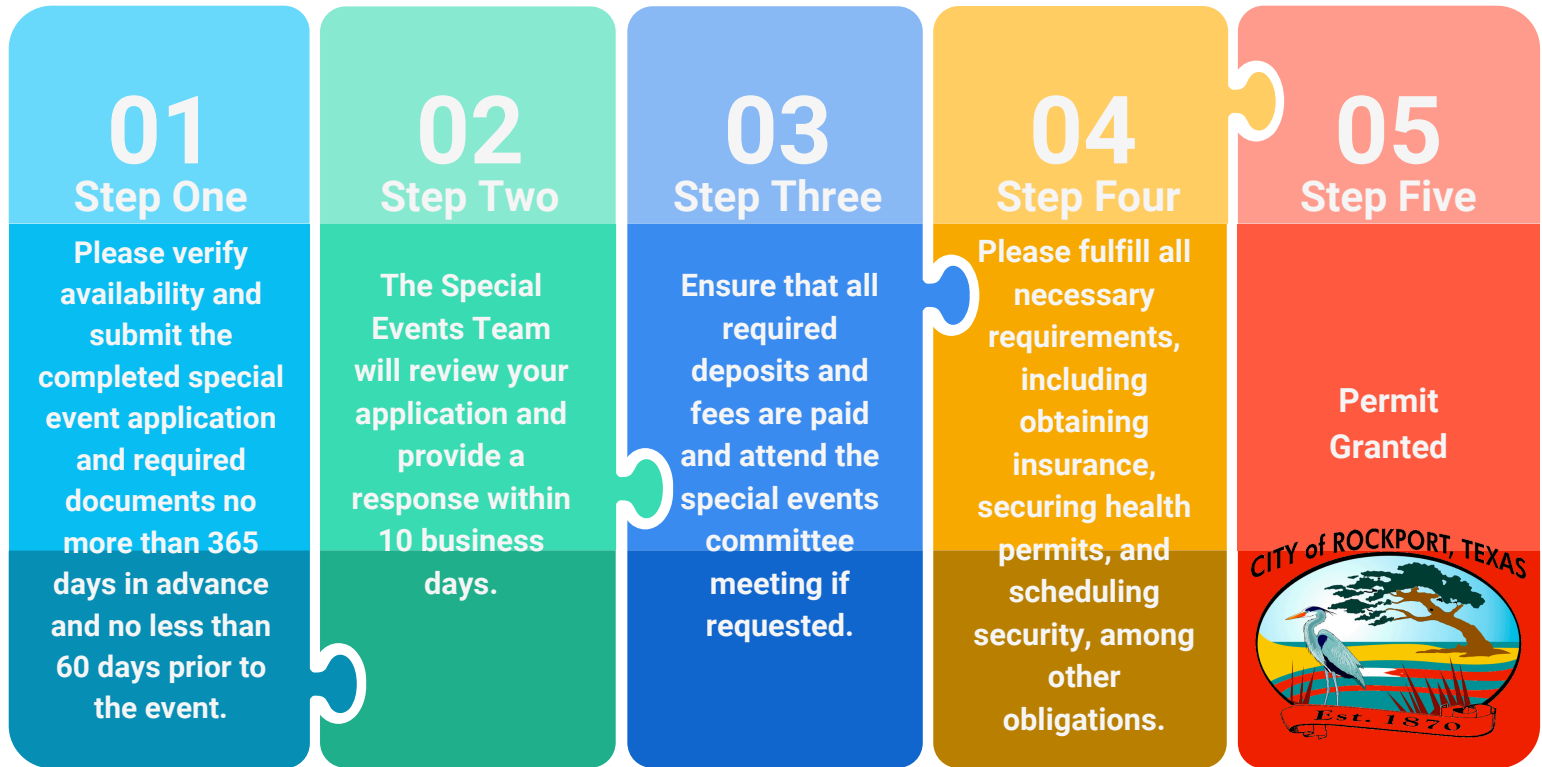 01
Step One
Please verify
availability and
submit the
completed special
event application
and required
documents no
more than 365
days in advance
and no less than
60 days prior to
the event.
02
Step Two
The Special
Events Team
will review your
application and
provide a
response within
10 business
days.
03
Step Three
Ensure that all
required
deposits and
fees are paid
and attend the
special events
committee
meeting if
requested.
04
Step Four
Please fulfill all
necessary
requirements,
including
obtaining
insurance,
securing health
permits, and
scheduling
security, among
other
obligations.
05
Step Five
Permit
Granted
CITY of ROCKPORT, TEXAS
Est. 1870